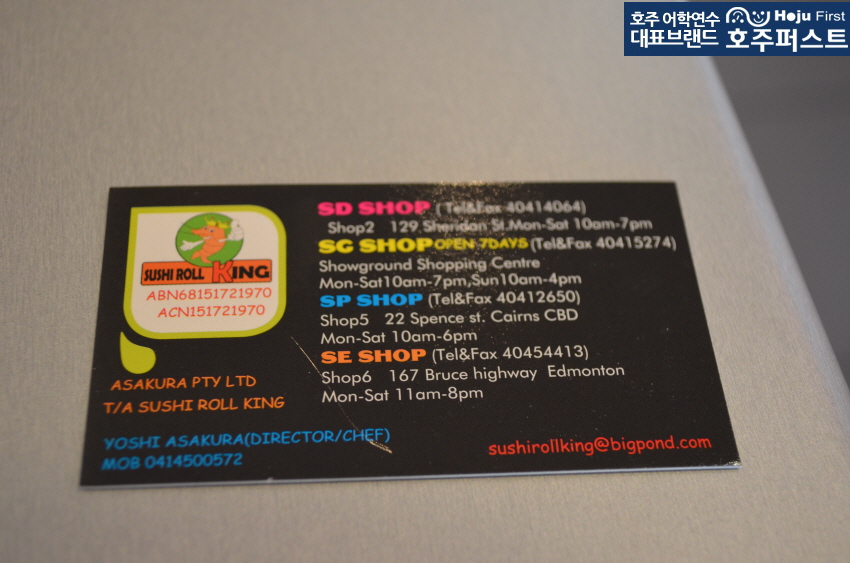 호주 어학연수
대표브랜드
Hoju First
호주퍼스트
SUSHI ROLL KING
ABN68151721970
ACN151721970
ASAKURA PTY LTD
T/A SUSHI ROLL KING
YOSHI ASAKURA(DIRECTOR/CHEF)
MOB 0414500572
SD SHOP (Tel&Fax 40414064)
Shop2 129,Sheridan St.Mon-Sat 10am-7pm
SG SHOP OPEN 7DAYS (Tel&Fax 40415274)
Showground Shopping Centre
Mon-Sat10am-7pm,Sun10am-4pm
SP SHOP (Tel&Fax 40412650)
Shop5 22 Spence st. Cairns CBD
Mon-Sat 10am-6pm
SE SHOP (Tel&Fax 40454413)
Shop6 167 Bruce highway Edmonton
Mon-Sat 11am-8pm
sushirollking@bigpond.com